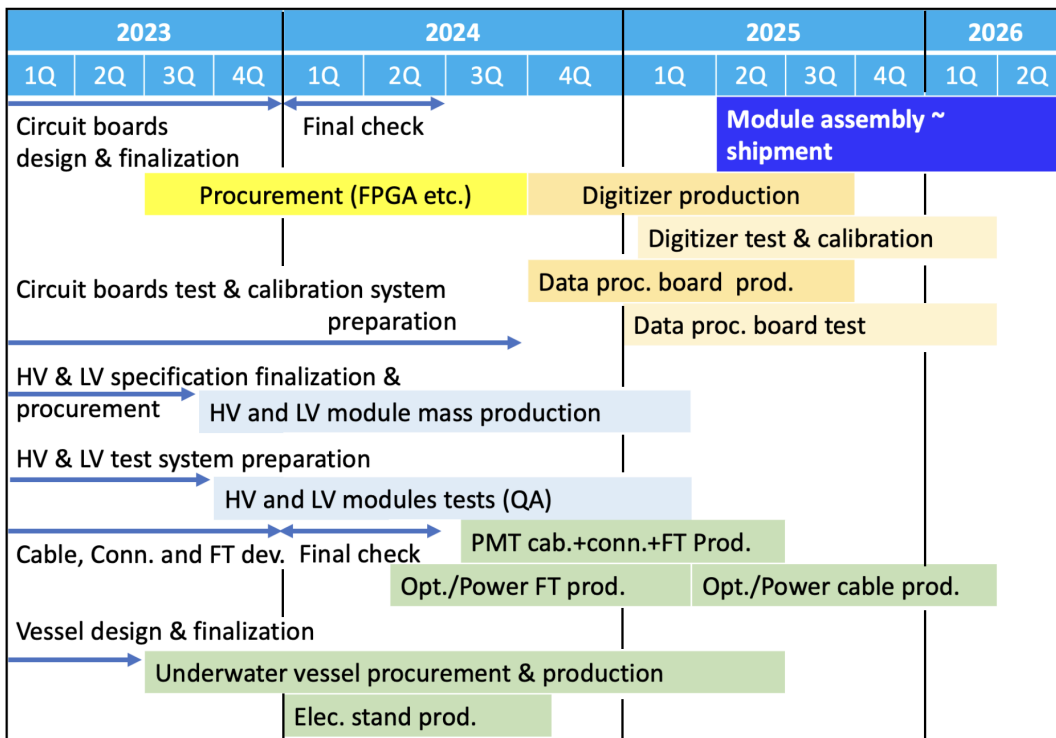 2023 2024 2025 2026
1Q 2Q 3Q 4Q 1Q 2Q 3Q 4Q 1Q 2Q 3Q 4Q 1Q 2Q
Circuit boards
design & finalization
Final check
Module assembly ~
shipment
Procurement (FPGA etc.)
Digitizer production
Digitizer test & calibration
Circuit boards test & calibration system
preparation
Data proc. board prod.
Data proc. board test
HV & LV specification finalization &
procurement
HV and LV module mass production
HV & LV test system preparation
HV and LV modules tests (QA)
Cable, Conn. and FT dev.
Final check
PMT cab.+conn.+FT Prod.
Opt./Power FT prod.
Opt./Power cable prod.
Vessel design & finalization
Underwater vessel procurement & production
Elec. stand prod.